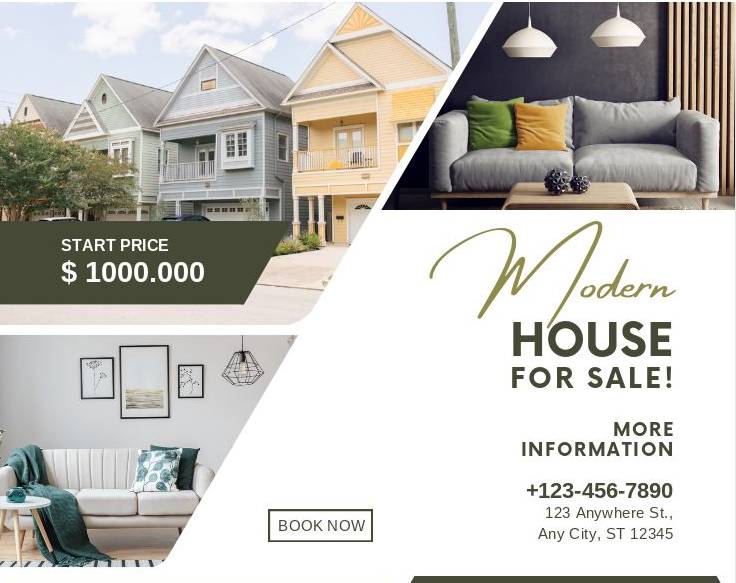 START PRICE
$ 1000.000
Modern
HOUSE
FOR SALE!
MORE
INFORMATION
+123-456-7890
123 Anywhere St.,
Any City, ST 12345
BOOK NOW